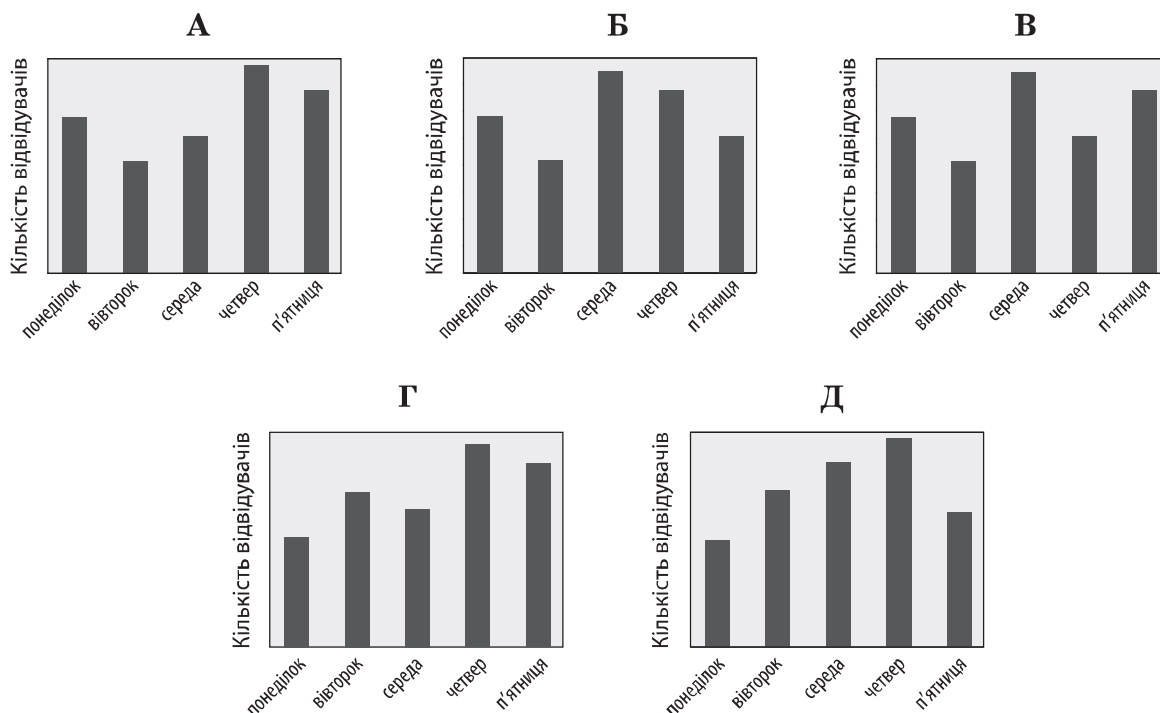 А
Кількість відвідувачів
понеділок
вівторок
середа
четвер
п'ятниця
Б
Кількість відвідувачів
понеділок
вівторок
середа
четвер
п'ятниця
В
Кількість відвідувачів
понеділок
вівторок
середа
четвер
п'ятниця
Г
Кількість відвідувачів
понеділок
вівторок
середа
четвер
п'ятниця
Д
Кількість відвідувачів
понеділок
вівторок
середа
четвер
п'ятниця